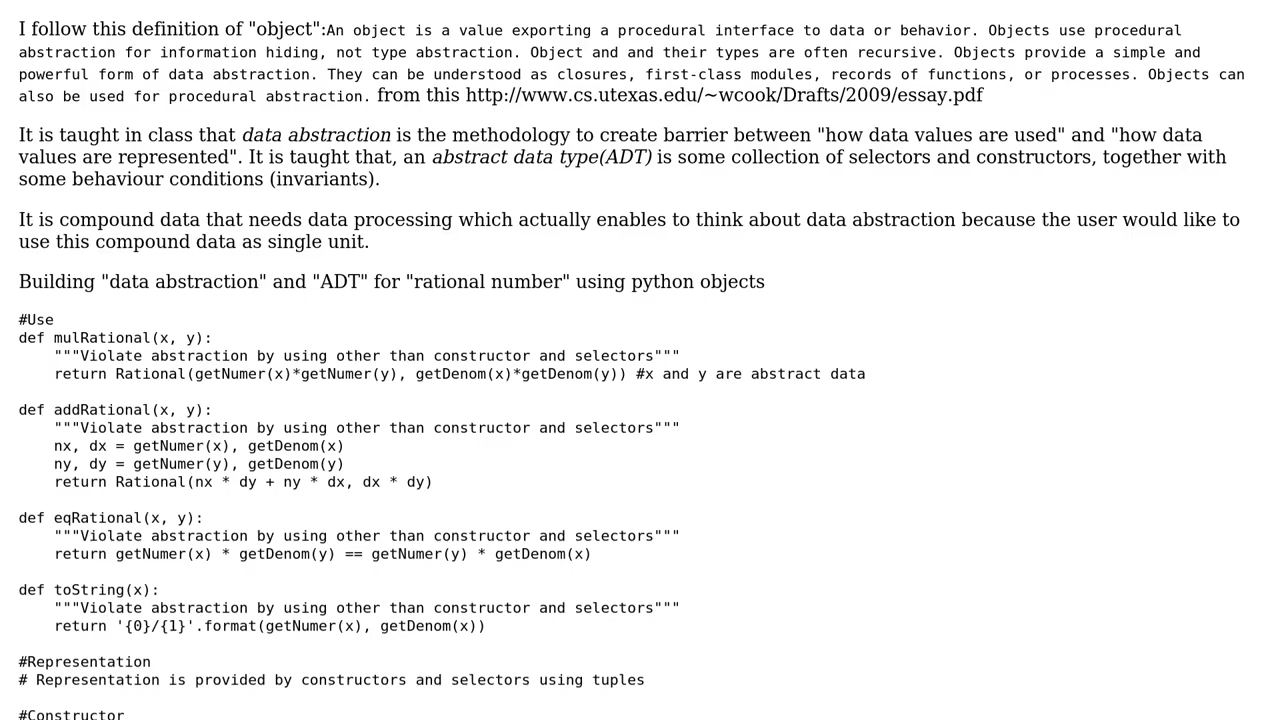 I follow this definition of "object":An object is a value exporting a procedural interface to data or behavior. Objects use procedural
abstraction for information hiding, not type abstraction. Object and and their types are often recursive. Objects provide a simple and
powerful form of data abstraction. They can be understood as closures, first-class modules, records of functions, or processes. Objects can
also be used for procedural abstraction. from this http://www.cs.utexas.edu/~wcook/Drafts/2009/essay.pdf
It is taught in class that data abstraction is the methodology to create barrier between "how data values are used" and "how data
values are represented". It is taught that, an abstract data type(ADT) is some collection of selectors and constructors, together with
some behaviour conditions (invariants).
It is compound data that needs data processing which actually enables to think about data abstraction because the user would like to
use this compound data as single unit.
Building "data abstraction" and "ADT" for "rational number" using python objects
#Use
def mulRational(x, y):
    """Violate abstraction by using other than constructor and selectors"""
    return Rational(getNumer(x)*getNumer(y), getDenom(x)*getDenom(y)) #x and y are abstract data
def addRational(x, y):
    """Violate abstraction by using other than constructor and selectors"""
    nx, dx = getNumer(x), getDenom(x)
    ny, dy = getNumer(y), getDenom(y)
    return Rational(nx * dy + ny * dx, dx * dy)
def eqRational(x, y):
    """Violate abstraction by using other than constructor and selectors"""
    return getNumer(x) * getDenom(y) == getNumer(y) * getDenom(x)
def toString(x):
    """Violate abstraction by using other than constructor and selectors"""
    return '{0}/{1}'.format(getNumer(x), getDenom(x))
#Representation
# Representation is provided by constructors and selectors using tuples
#Constructor